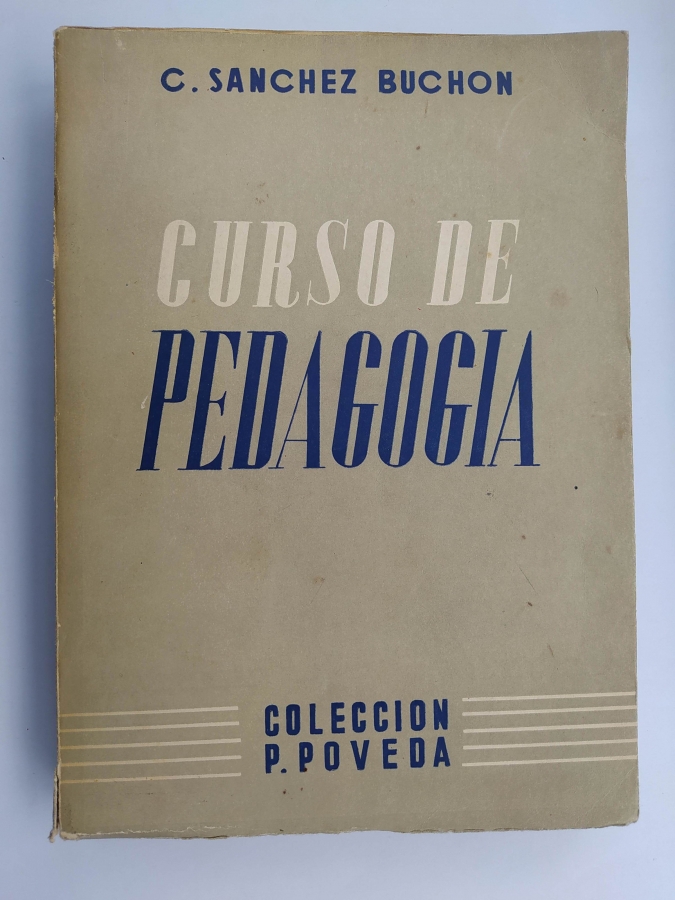 C. SANCHEZ BUCHON
CURSO DE
PEDAGOGIA
COLECCION
P. POVEDA